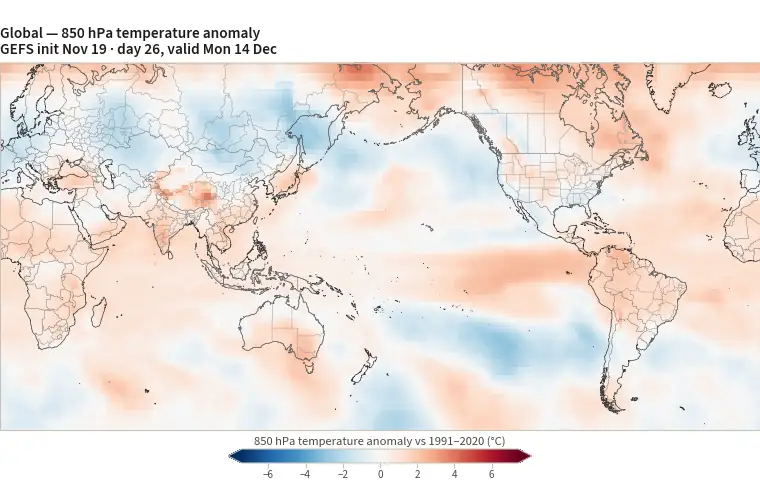 Global — 850 hPa temperature anomaly
GEFS init Nov 19 · day 26, valid Mon 14 Dec
850 hPa temperature anomaly vs 1991–2020 (°C)
−6 −4 −2 0 2 4 6